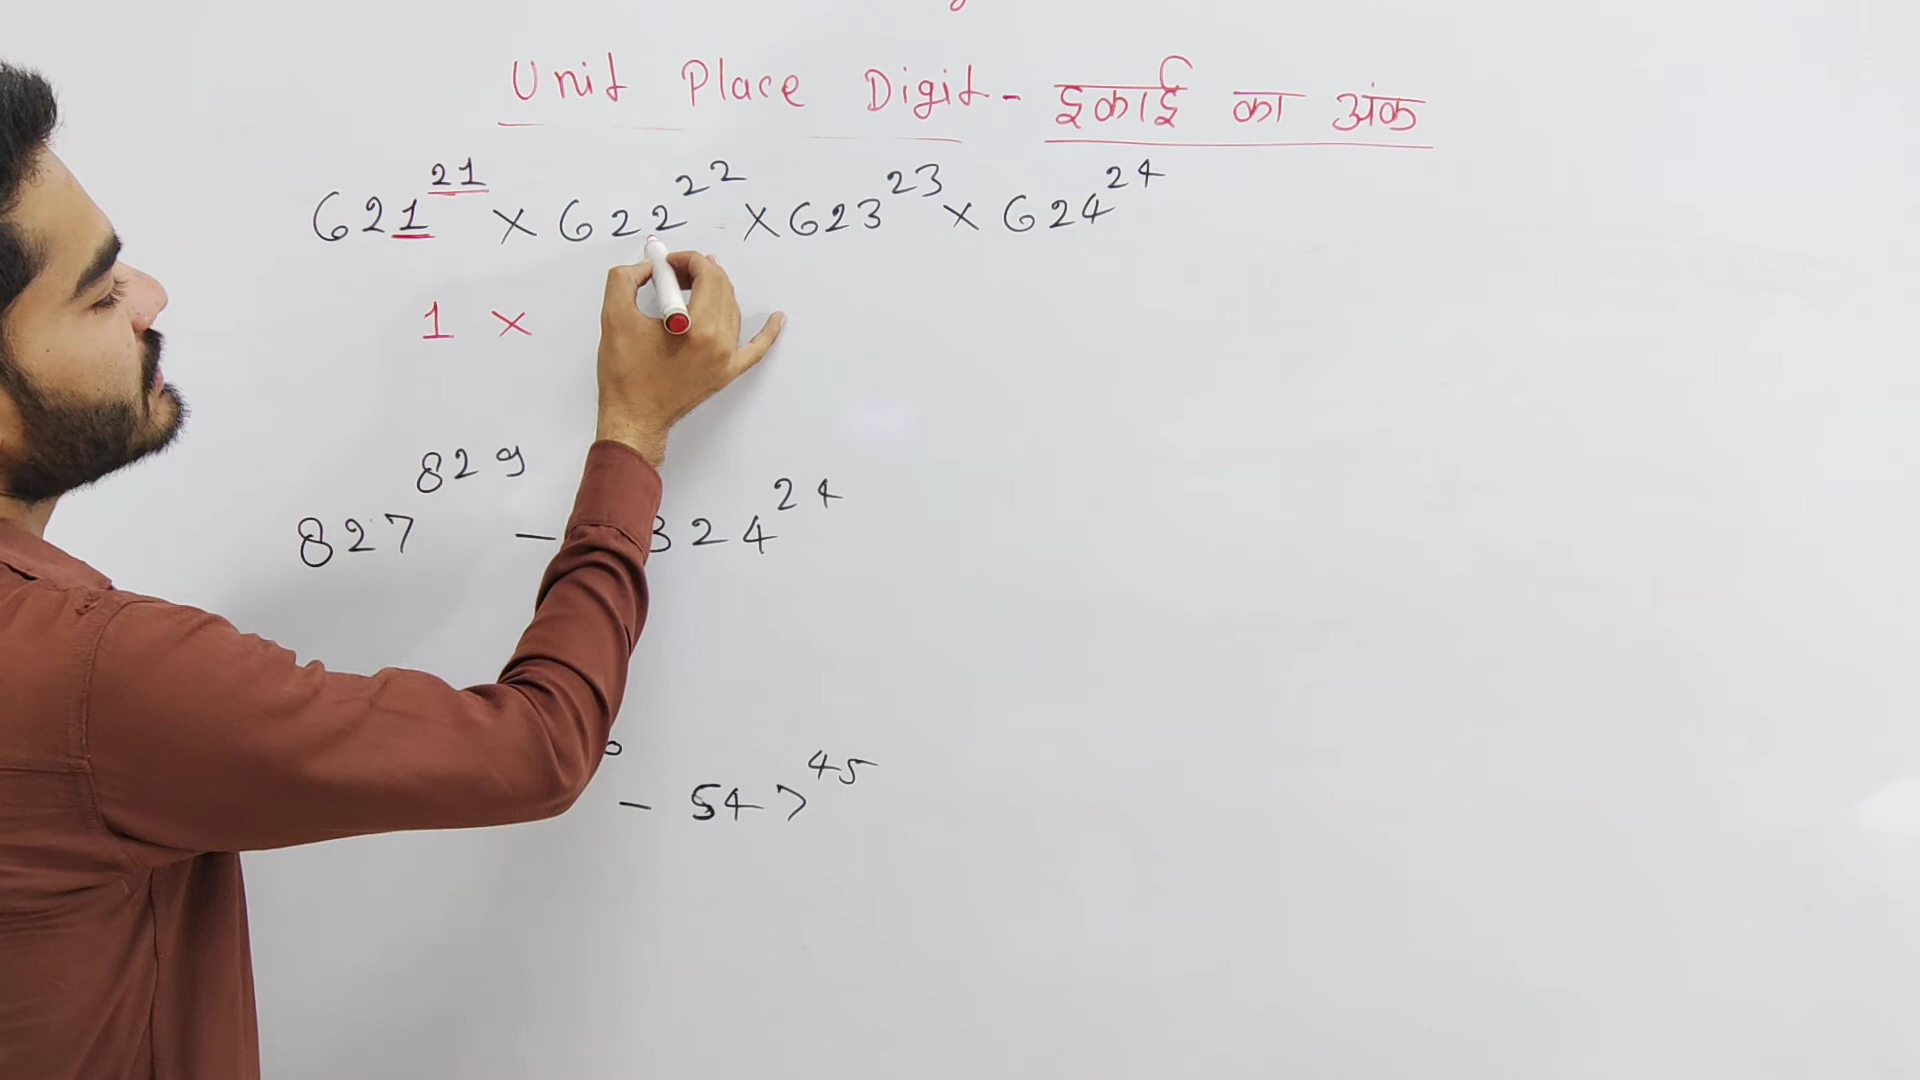 Unit Place Digit - इकाई का अंक
621^21 × 622^22 × 623^23 × 624^24
1 ×
827^829 - 324^24
- 547^45